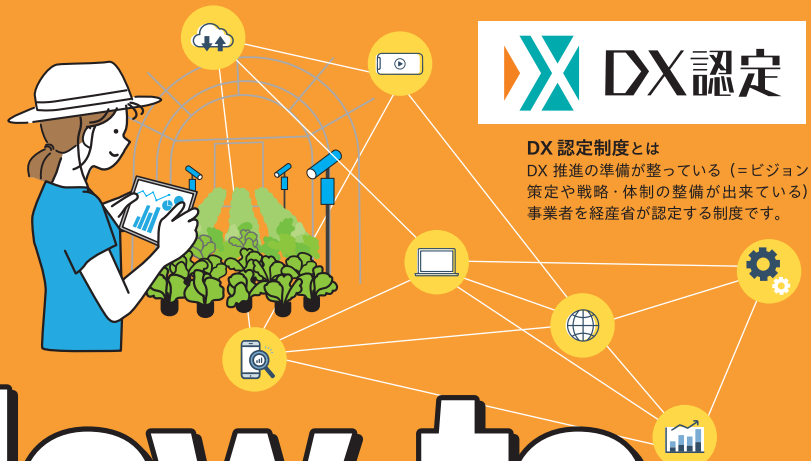 DX認定
DX 認定制度とは
DX 推進の準備が整っている（=ビジョン
策定や戦略・体制の整備が出来ている）
事業者を経産省が認定する制度です。
How to